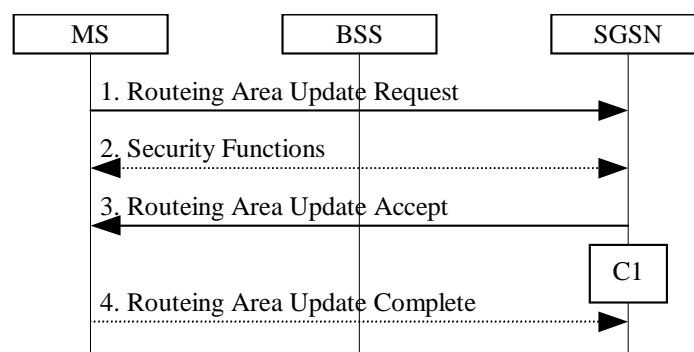 MS
BSS
SGSN
1. Routeing Area Update Request
2. Security Functions
3. Routeing Area Update Accept
C1
4. Routeing Area Update Complete